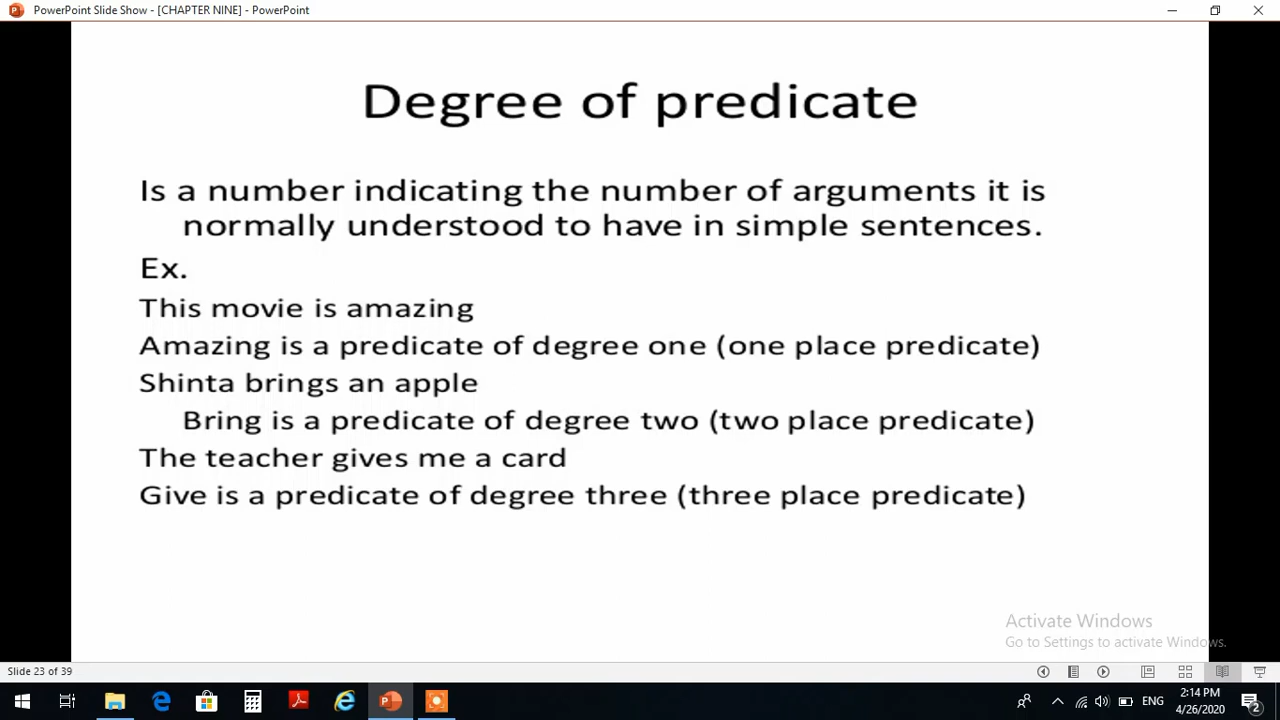 PowerPoint Slide Show - [CHAPTER NINE] - PowerPoint
Degree of predicate
Is a number indicating the number of arguments it is
normally understood to have in simple sentences.
Ex.
This movie is amazing
Amazing is a predicate of degree one (one place predicate)
Shinta brings an apple
Bring is a predicate of degree two (two place predicate)
The teacher gives me a card
Give is a predicate of degree three (three place predicate)
Activate Windows
Go to Settings to activate Windows.
Slide 23 of 39
ENG
2:14 PM
4/26/2020
2